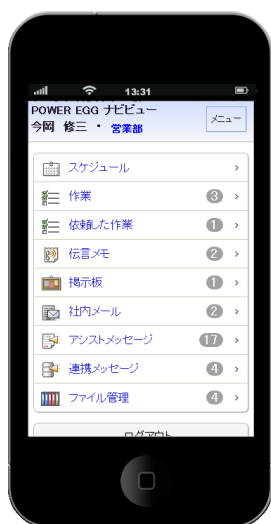 13:31
POWER EGG ナビビュー
今岡 修三 ・ 営業部
メニュー
スケジュール
作業 3
依頼した作業 1
伝言メモ 2
掲示板 1
社内メール 2
アシストメッセージ 17
連携メッセージ 4
ファイル管理 4
ログアウト